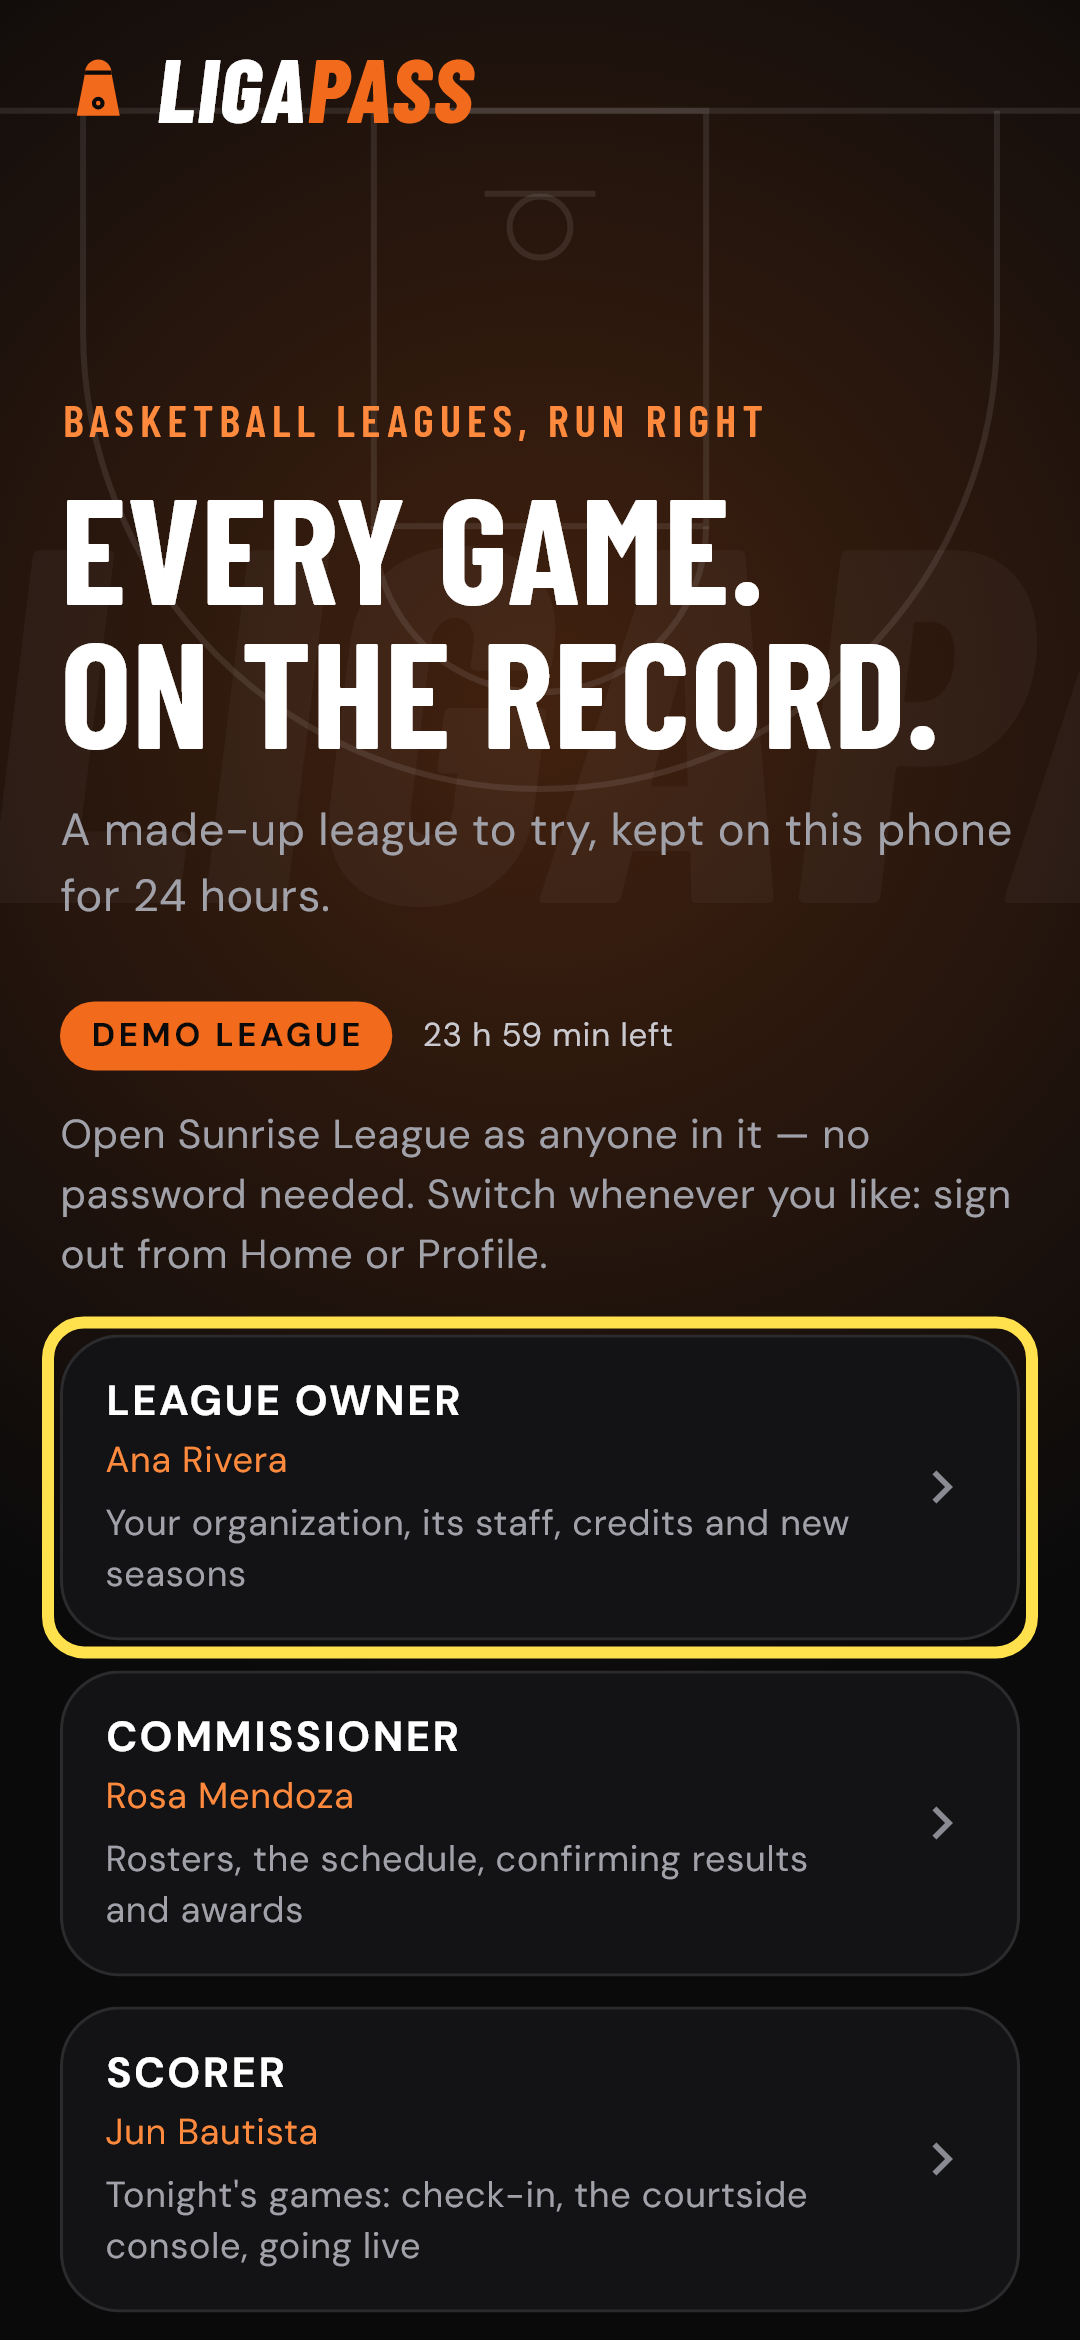 LIGAPASS
BASKETBALL LEAGUES, RUN RIGHT
EVERY GAME.
ON THE RECORD.
A made-up league to try, kept on this phone
for 24 hours.
DEMO LEAGUE 23 h 59 min left
Open Sunrise League as anyone in it — no
password needed. Switch whenever you like: sign
out from Home or Profile.
LEAGUE OWNER
Ana Rivera
Your organization, its staff, credits and new
seasons
COMMISSIONER
Rosa Mendoza
Rosters, the schedule, confirming results
and awards
SCORER
Jun Bautista
Tonight's games: check-in, the courtside
console, going live